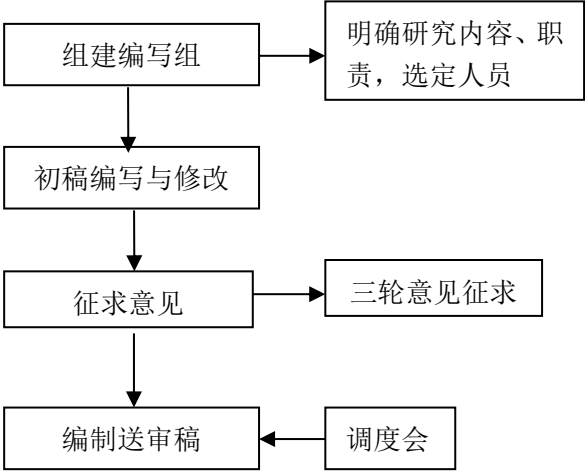 组建编写组
明确研究内容、职
责，选定人员
初稿编写与修改
征求意见
三轮意见征求
编制送审稿
调度会